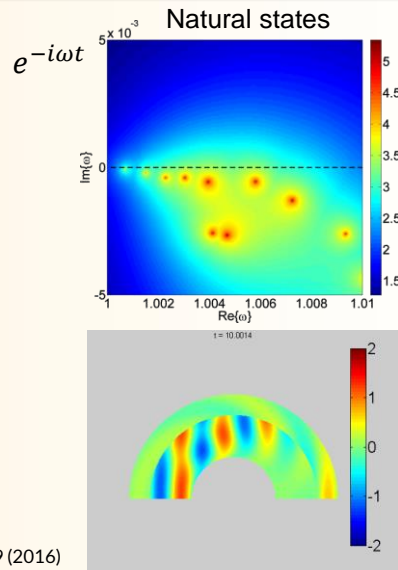 Natural states
e^{-iωt}
5 x 10^{-3}
0
-5
Im{ω}
1 1.002 1.004 1.006 1.008 1.01
Re{ω}
5
4.5
4
3.5
3
2.5
2
1.5
t = 10.0014
2
1
0
-1
-2
9 (2016)